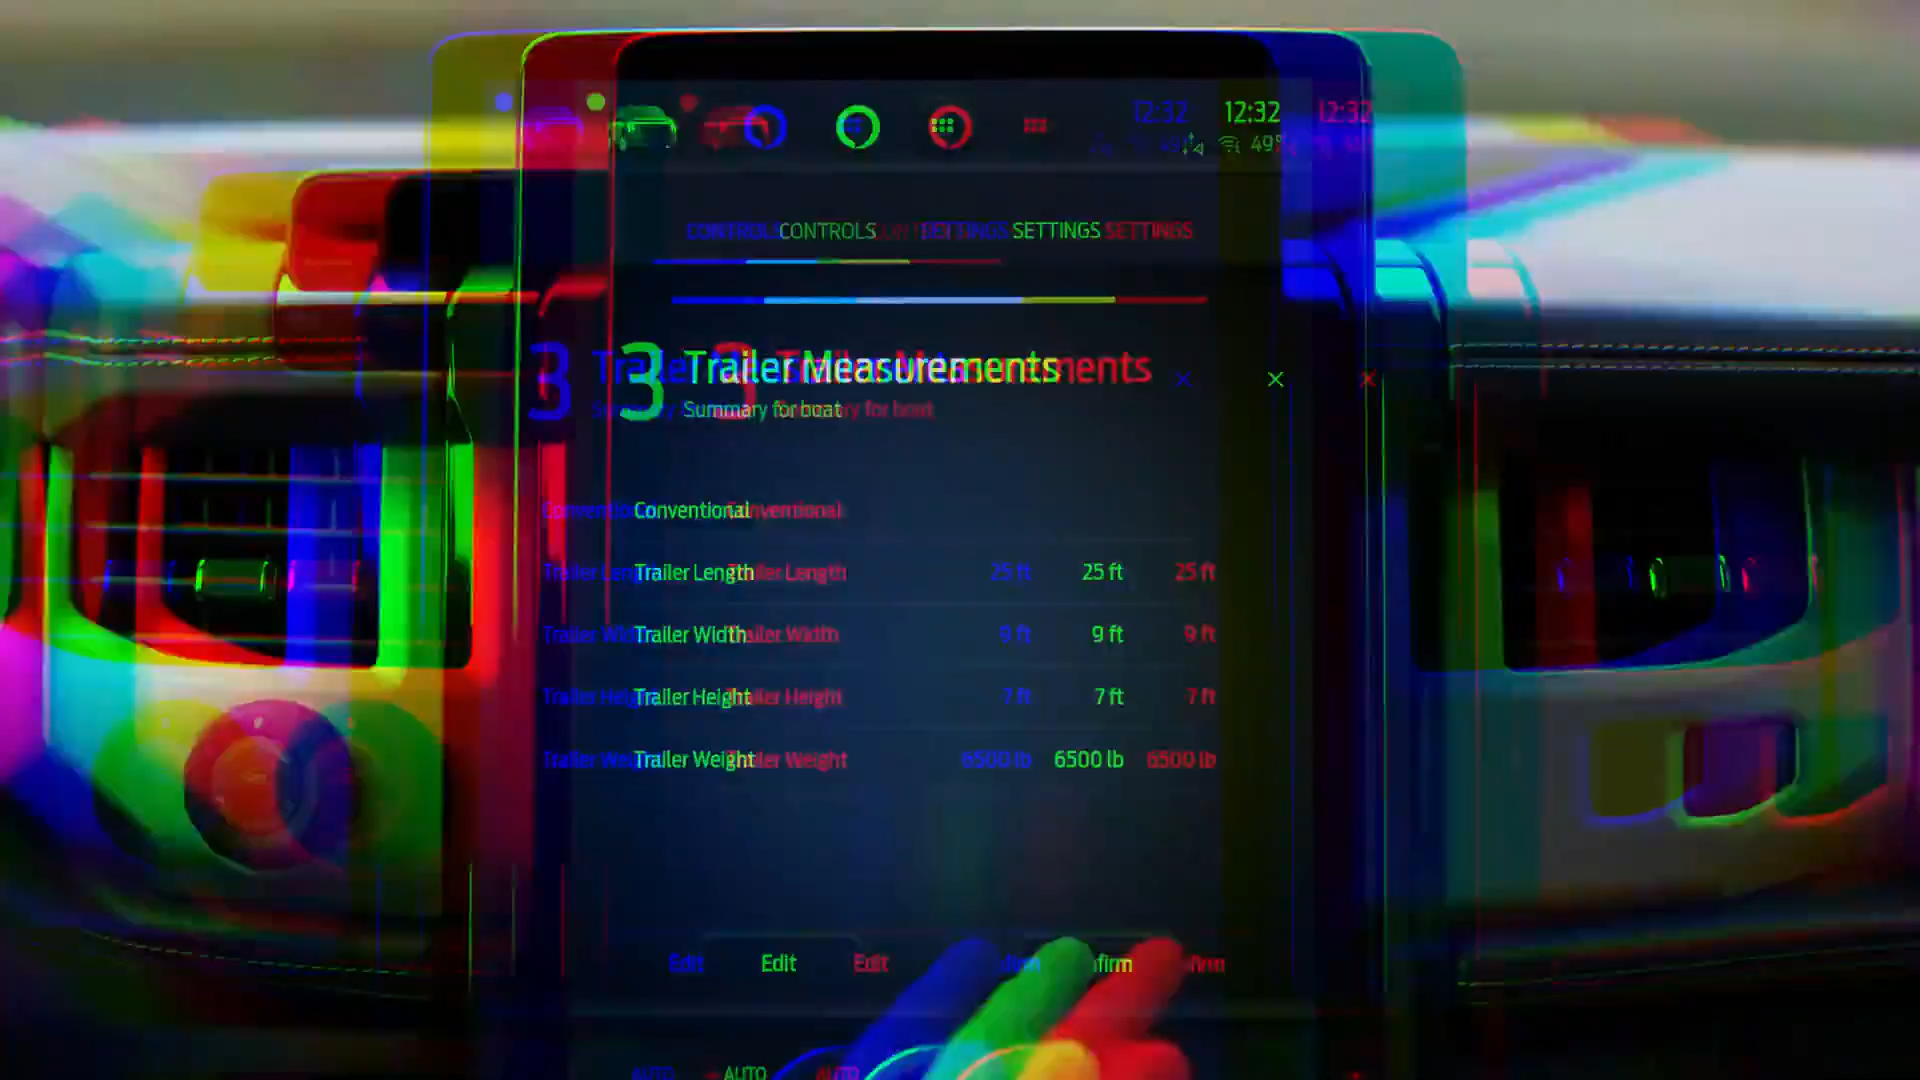 12:32
49°
CONTROLS SETTINGS
3 Trailer Measurements
Summary for boat
Conventional
Trailer Length 25 ft
Trailer Width 9 ft
Trailer Height 7 ft
Trailer Weight 6500 lb
Edit nfirm
AUTO